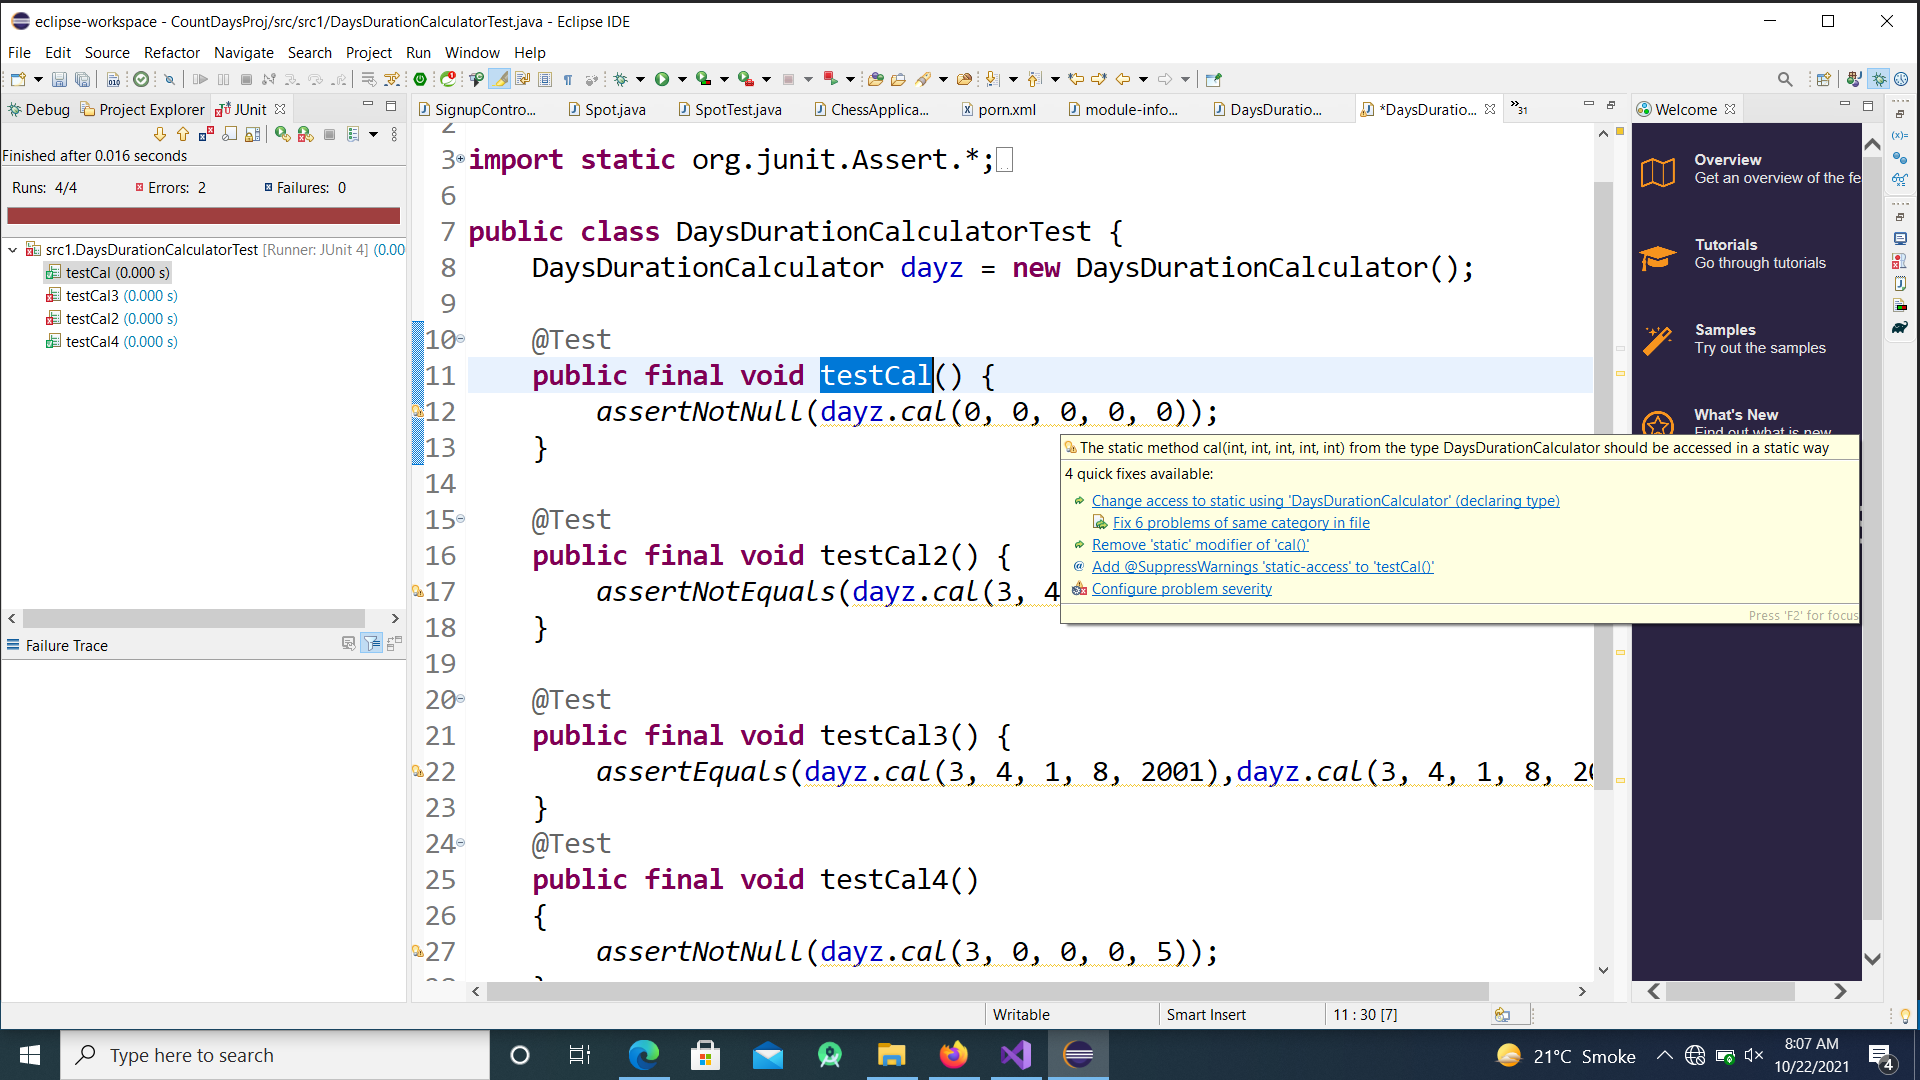 eclipse-workspace - CountDaysProj/src/src1/DaysDurationCalculatorTest.java - Eclipse IDE
File Edit Source Refactor Navigate Search Project Run Window Help
Debug Project Explorer JUnit
SignupContro... Spot.java SpotTest.java ChessApplica... porn.xml module-info... DaysDuratio... *DaysDuratio... 31
Welcome
Finished after 0.016 seconds
Runs: 4/4 Errors: 2 Failures: 0
src1.DaysDurationCalculatorTest [Runner: JUnit 4] (0.00
testCal (0.000 s)
testCal3 (0.000 s)
testCal2 (0.000 s)
testCal4 (0.000 s)
Failure Trace
2
3 import static org.junit.Assert.*;
6
7 public class DaysDurationCalculatorTest {
8 DaysDurationCalculator dayz = new DaysDurationCalculator();
9
10 @Test
11 public final void testCal() {
12 assertNotNull(dayz.cal(0, 0, 0, 0, 0));
13 }
14
15 @Test
16 public final void testCal2() {
17 assertNotEquals(dayz.cal(3, 4
18 }
19
20 @Test
21 public final void testCal3() {
22 assertEquals(dayz.cal(3, 4, 1, 8, 2001),dayz.cal(3, 4, 1, 8, 20
23 }
24 @Test
25 public final void testCal4()
26 {
27 assertNotNull(dayz.cal(3, 0, 0, 0, 5));
The static method cal(int, int, int, int, int) from the type DaysDurationCalculator should be accessed in a static way
4 quick fixes available:
Change access to static using 'DaysDurationCalculator' (declaring type)
Fix 6 problems of same category in file
Remove 'static' modifier of 'cal()'
Add @SuppressWarnings 'static-access' to 'testCal()'
Configure problem severity
Press 'F2' for focus
Overview
Get an overview of the fe
Tutorials
Go through tutorials
Samples
Try out the samples
What's New
Find out what is new
Writable Smart Insert 11 : 30 [7]
Type here to search
21°C Smoke
8:07 AM
10/22/2021
4